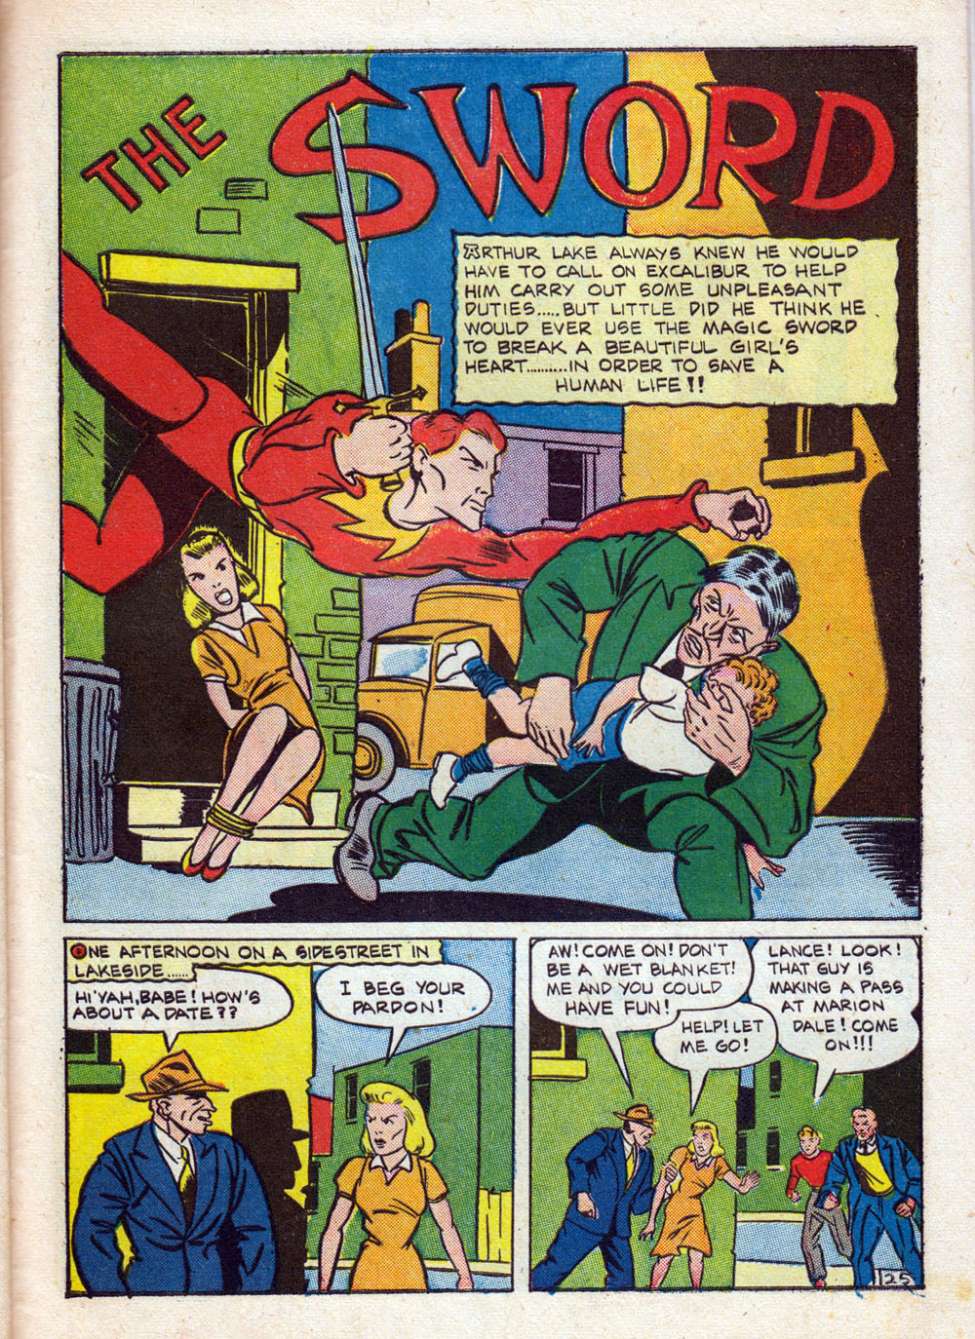 THE SWORD
ARTHUR LAKE ALWAYS KNEW HE WOULD
HAVE TO CALL ON EXCALIBUR TO HELP
HIM CARRY OUT SOME UNPLEASANT
DUTIES.....BUT LITTLE DID HE THINK HE
WOULD EVER USE THE MAGIC SWORD
TO BREAK A BEAUTIFUL GIRL'S
HEART..........IN ORDER TO SAVE A
HUMAN LIFE!!
ONE AFTERNOON ON A SIDESTREET IN
LAKESIDE......
HI'YAH, BABE! HOW'S
ABOUT A DATE??
I BEG YOUR
PARDON!
AW! COME ON! DON'T
BE A WET BLANKET!
ME AND YOU COULD
HAVE FUN!
HELP! LET
ME GO!
LANCE! LOOK!
THAT GUY IS
MAKING A PASS
AT MARION
DALE! COME
ON!!!
125